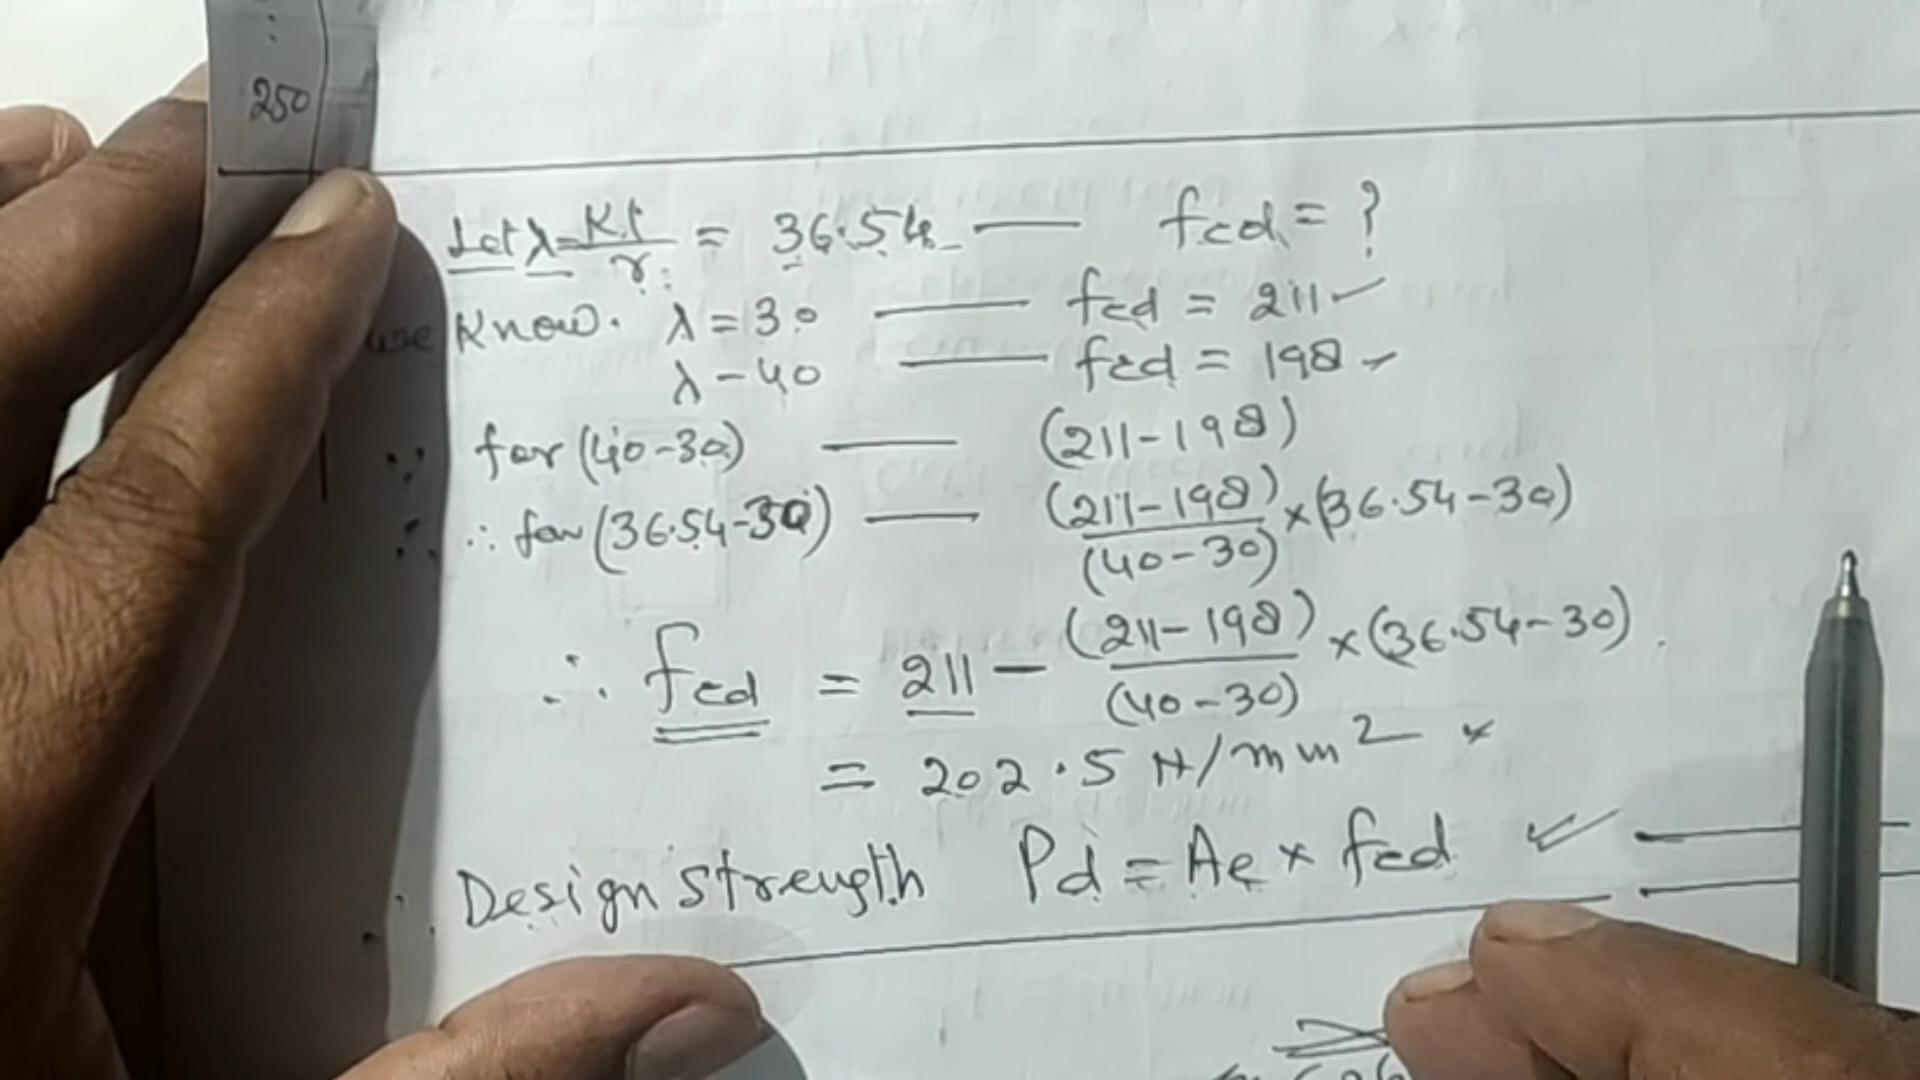 250
Let λ = Kl/r = 36.54 — fcd = ?
we know. λ = 30 — fcd = 211 ✓
λ - 40 — fcd = 198 ✓
∵ for (40-30) — (211-198)
∴ for (36.54-30) — (211-198)/(40-30) × (36.54-30)
∴ fcd = 211 - (211-198)/(40-30) × (36.54-30).
= 202.5 N/mm²
Design strength Pd = Ae × fcd ✓